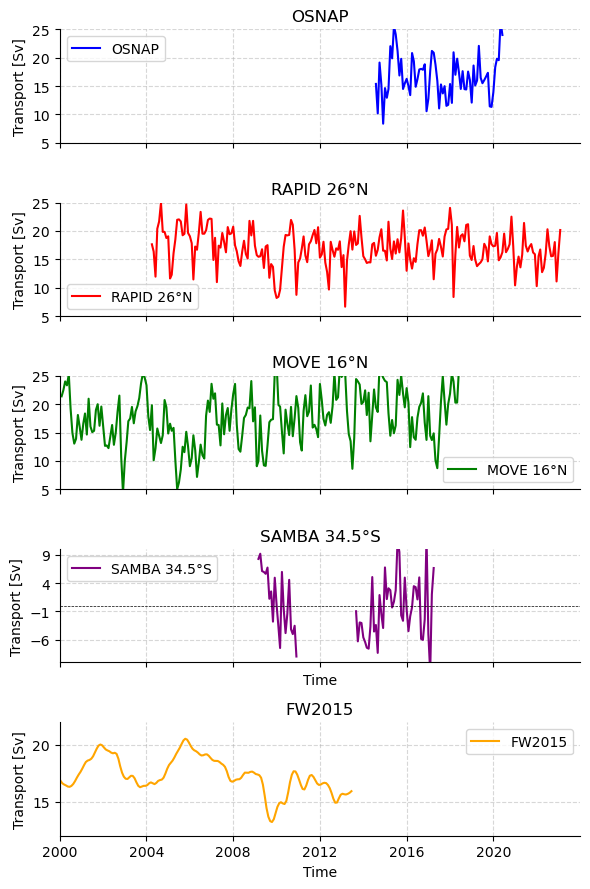 OSNAP
Transport [Sv]
25
20
15
10
5
OSNAP
RAPID 26°N
Transport [Sv]
25
20
15
10
5
RAPID 26°N
MOVE 16°N
Transport [Sv]
25
20
15
10
5
MOVE 16°N
SAMBA 34.5°S
Transport [Sv]
9
4
−1
−6
SAMBA 34.5°S
Time
FW2015
Transport [Sv]
20
15
FW2015
2000 2004 2008 2012 2016 2020
Time